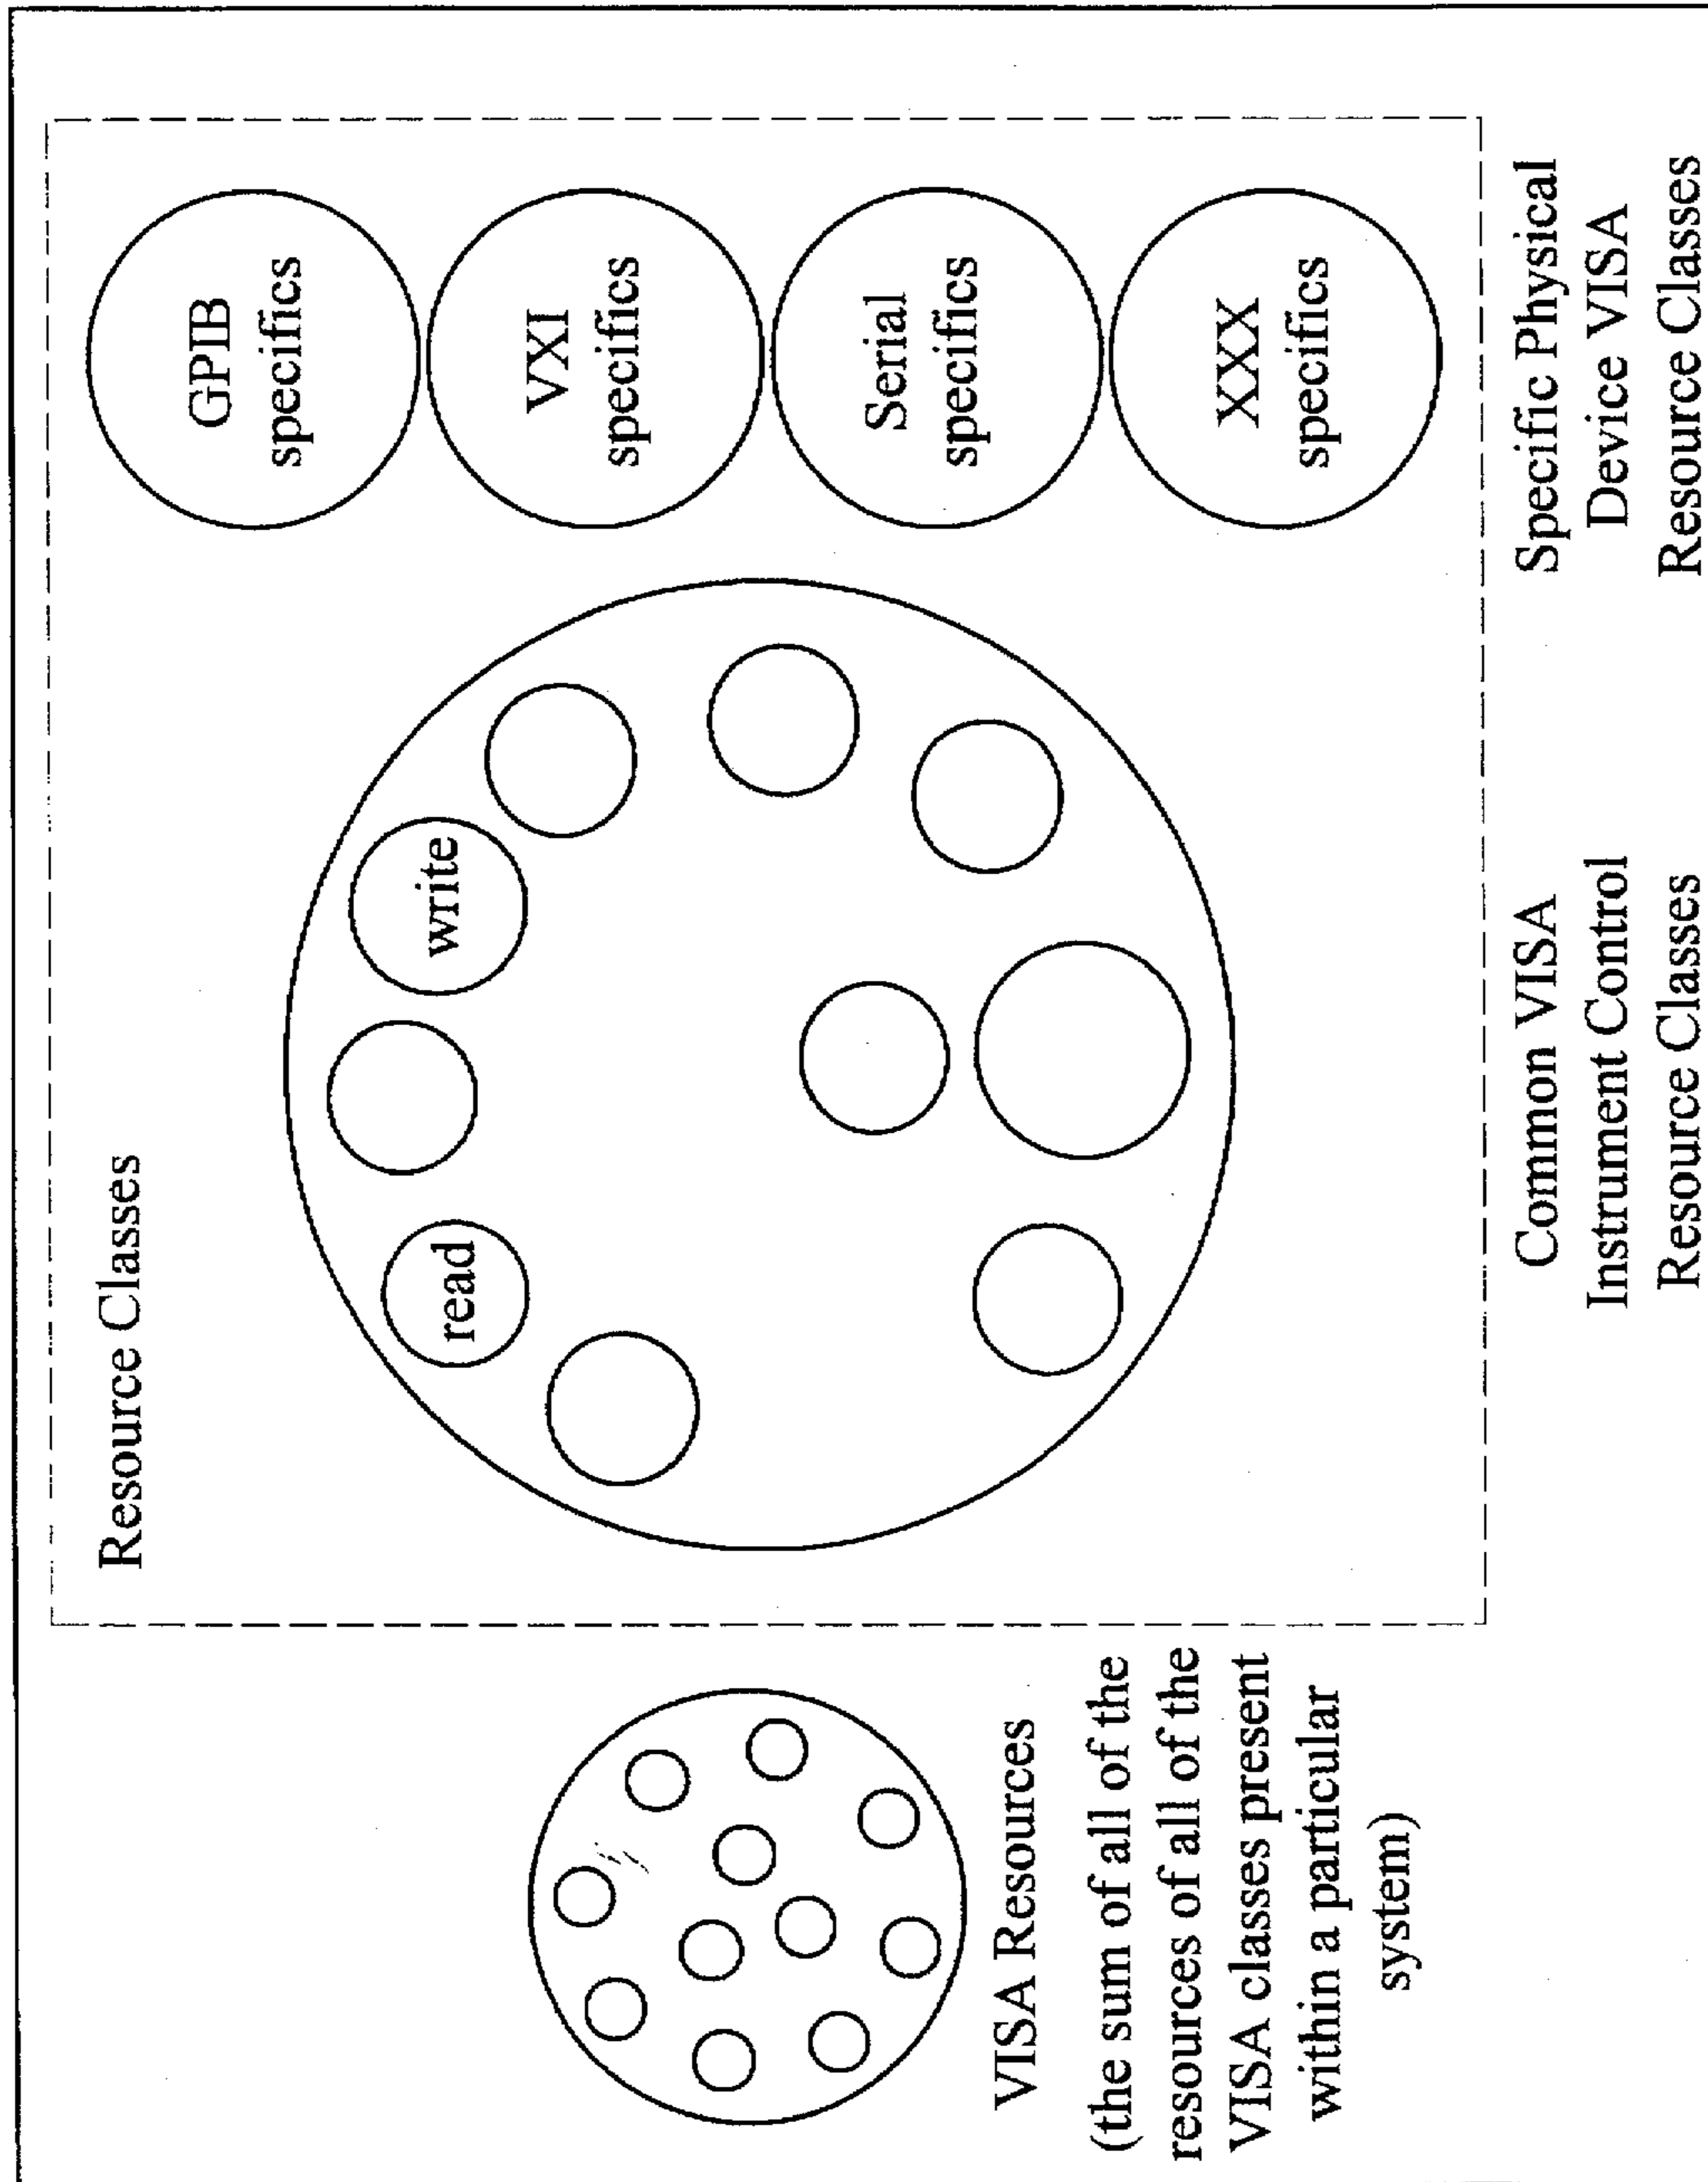 Resource Classes
read
write
GPIB
specifics
VXI
specifics
Serial
specifics
XXX
specifics
VISA Resources
(the sum of all of the
resources of all of the
VISA classes present
within a particular
system)
Common VISA
Instrument Control
Resource Classes
Specific Physical
Device VISA
Resource Classes